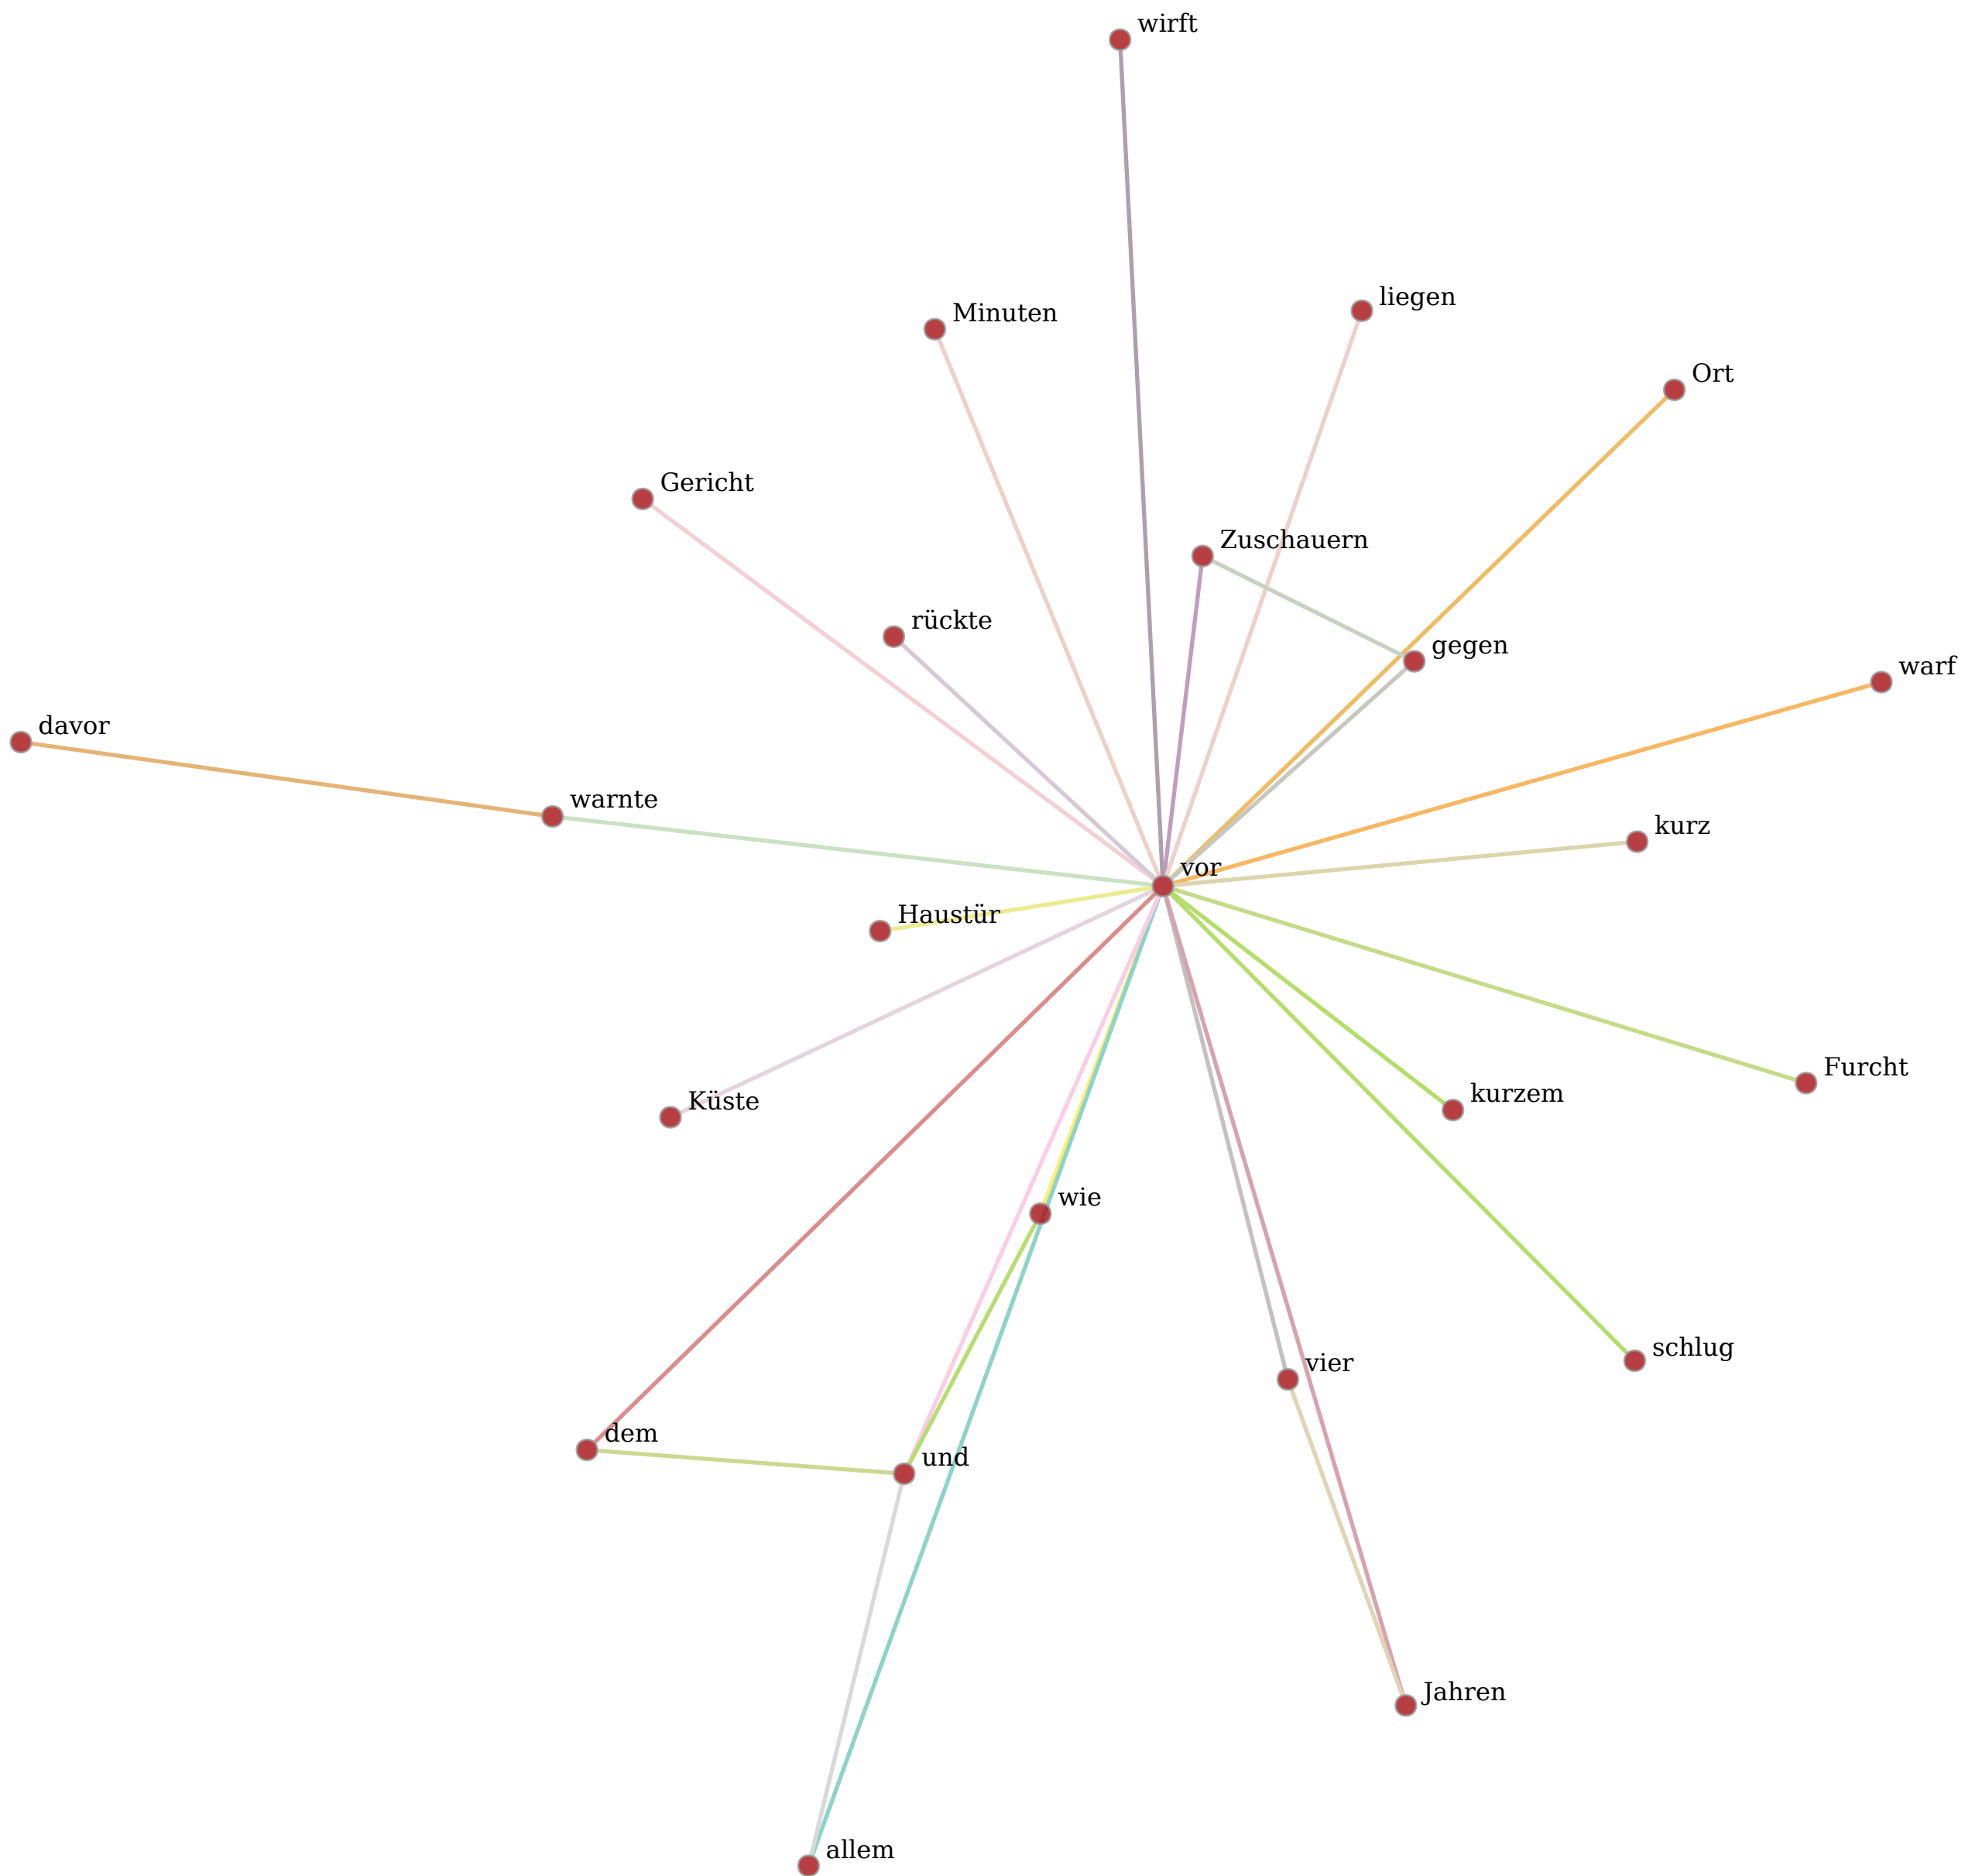 wirft
liegen
Minuten
Ort
Gericht
Zuschauern
rückte
gegen
warf
davor
warnte
kurz
vor
Haustür
Furcht
kurzem
Küste
wie
schlug
vier
dem
und
Jahren
allem